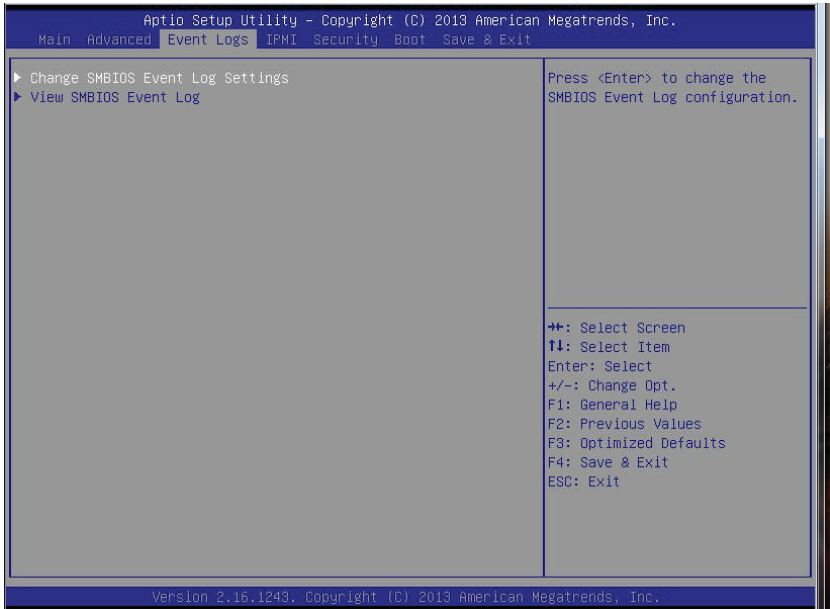 Aptio Setup Utility – Copyright (C) 2013 American Megatrends, Inc.
Main Advanced Event Logs IPMI Security Boot Save & Exit
▶ Change SMBIOS Event Log Settings
▶ View SMBIOS Event Log
Press <Enter> to change the
SMBIOS Event Log configuration.
→←: Select Screen
↑↓: Select Item
Enter: Select
+/-: Change Opt.
F1: General Help
F2: Previous Values
F3: Optimized Defaults
F4: Save & Exit
ESC: Exit
Version 2.16.1243. Copyright (C) 2013 American Megatrends, Inc.